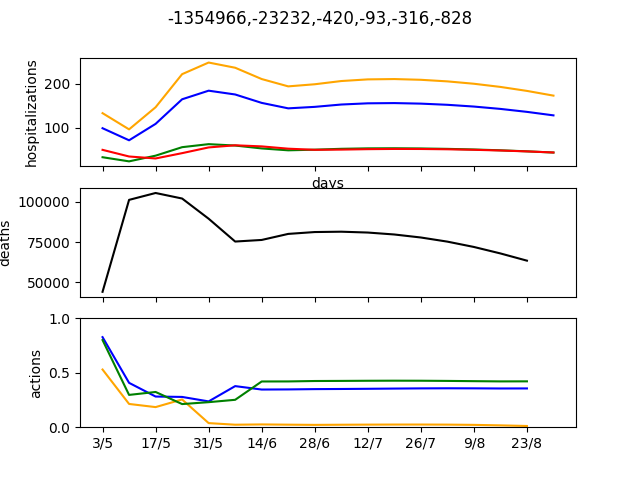 -1354966,-23232,-420,-93,-316,-828
hospitalizations
200
100
days
deaths
100000
75000
50000
actions
1.0
0.5
0.0
3/5 17/5 31/5 14/6 28/6 12/7 26/7 9/8 23/8